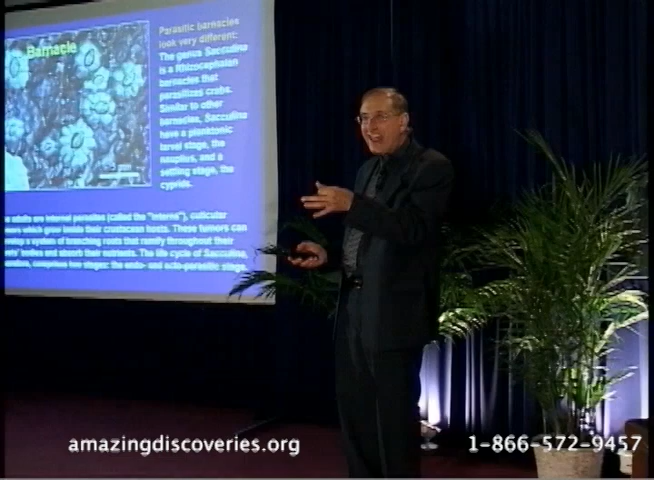 Barnacle
Parasitic barnacles
look very different:
The genus Sacculina
is a Rhizocephalan
barnacles that
parasitizes crabs.
Similar to other
barnacles, Sacculina
have a planktonic
larval stage, the
nauplius, and a
settling stage, the
cyprids.
adults are internal parasites (called the "interna"), cuticular
which grow inside their crustacean hosts. These tumors can
a system of branching roots that ramify throughout their
bodies and absorb their nutrients. The life cycle of Sacculina,
comprises two stages: the endo- and ecto-parasitic stage.
amazingdiscoveries.org
1-866-572-9457